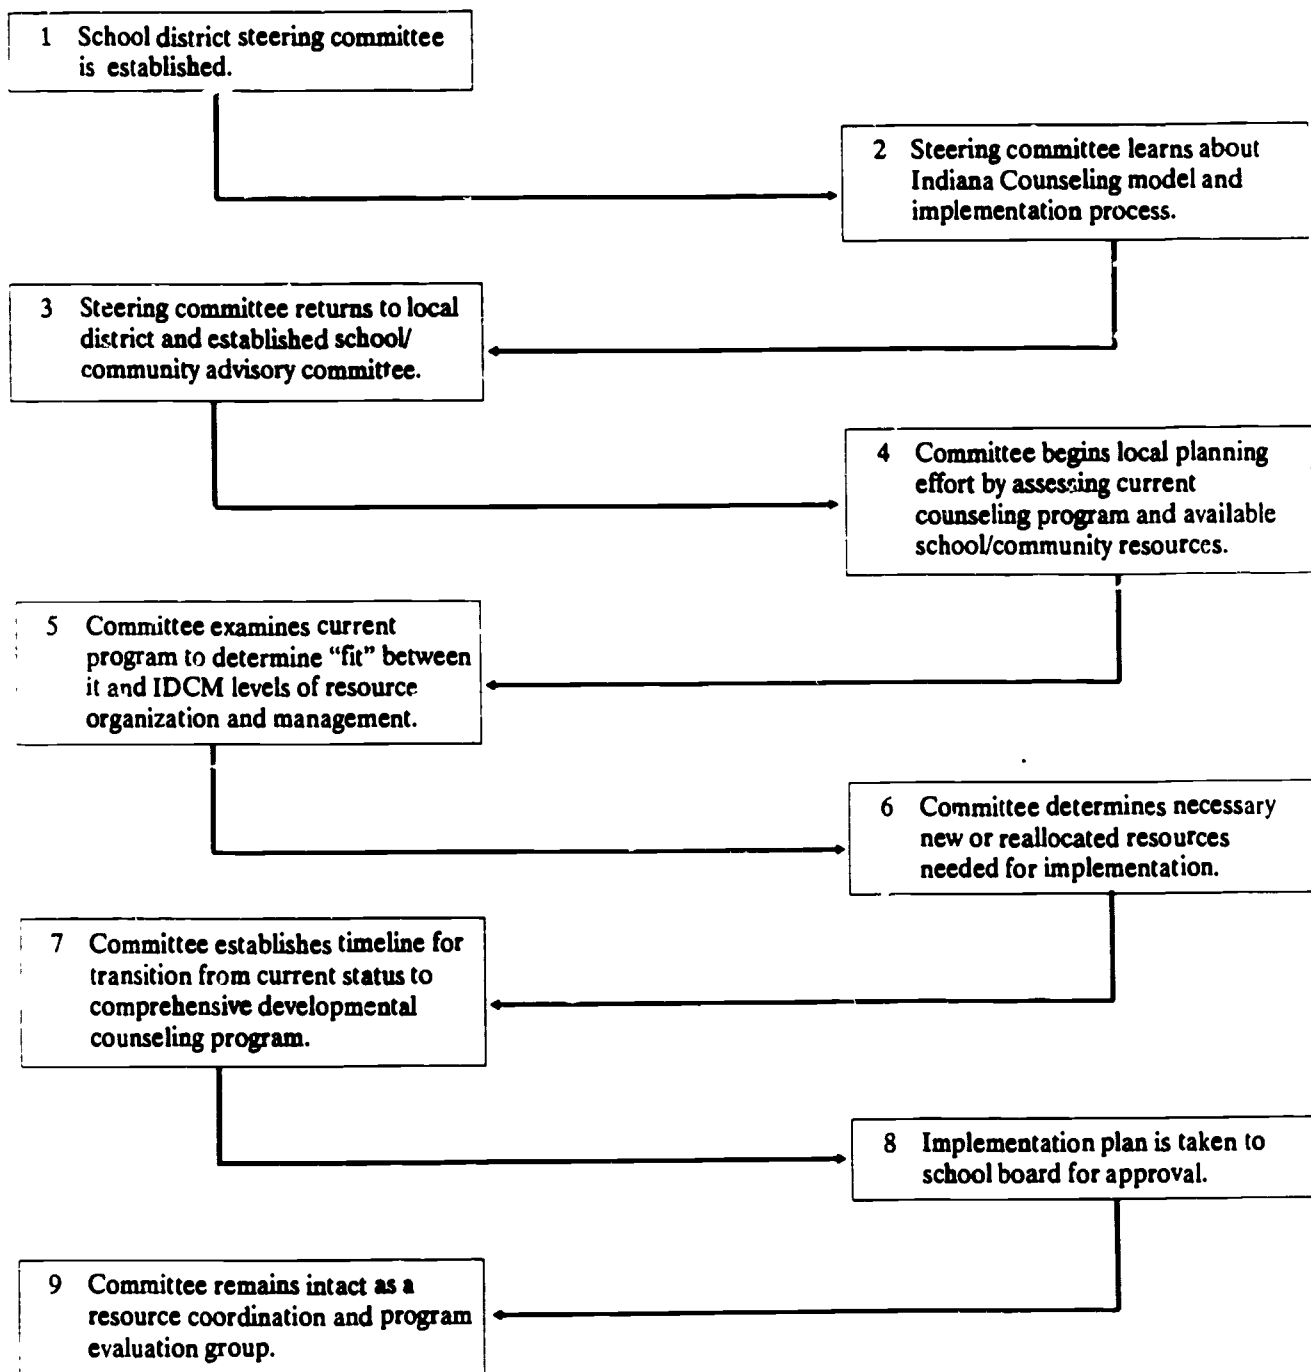 1 School district steering committee
is established.
2 Steering committee learns about
Indiana Counseling model and
implementation process.
3 Steering committee returns to local
district and established school/
community advisory committee.
4 Committee begins local planning
effort by assessing current
counseling program and available
school/community resources.
5 Committee examines current
program to determine “fit” between
it and IDCM levels of resource
organization and management.
6 Committee determines necessary
new or reallocated resources
needed for implementation.
7 Committee establishes timeline for
transition from current status to
comprehensive developmental
counseling program.
8 Implementation plan is taken to
school board for approval.
9 Committee remains intact as a
resource coordination and program
evaluation group.